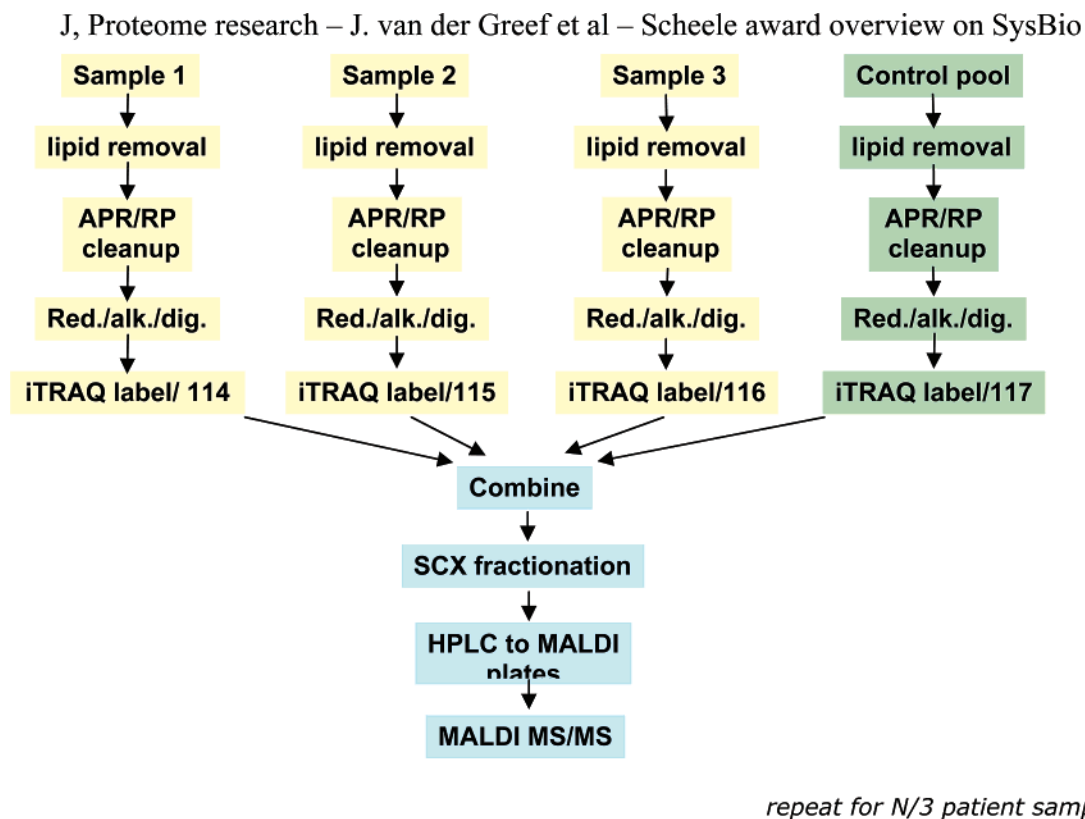 J, Proteome research – J. van der Greef et al – Scheele award overview on SysBio
Sample 1
Sample 2
Sample 3
Control pool
lipid removal
lipid removal
lipid removal
lipid removal
APR/RP
cleanup
APR/RP
cleanup
APR/RP
cleanup
APR/RP
cleanup
Red./alk./dig.
Red./alk./dig.
Red./alk./dig.
Red./alk./dig.
iTRAQ label/ 114
iTRAQ label/115
iTRAQ label/116
iTRAQ label/117
Combine
SCX fractionation
HPLC to MALDI
plates
MALDI MS/MS
repeat for N/3 patient samp